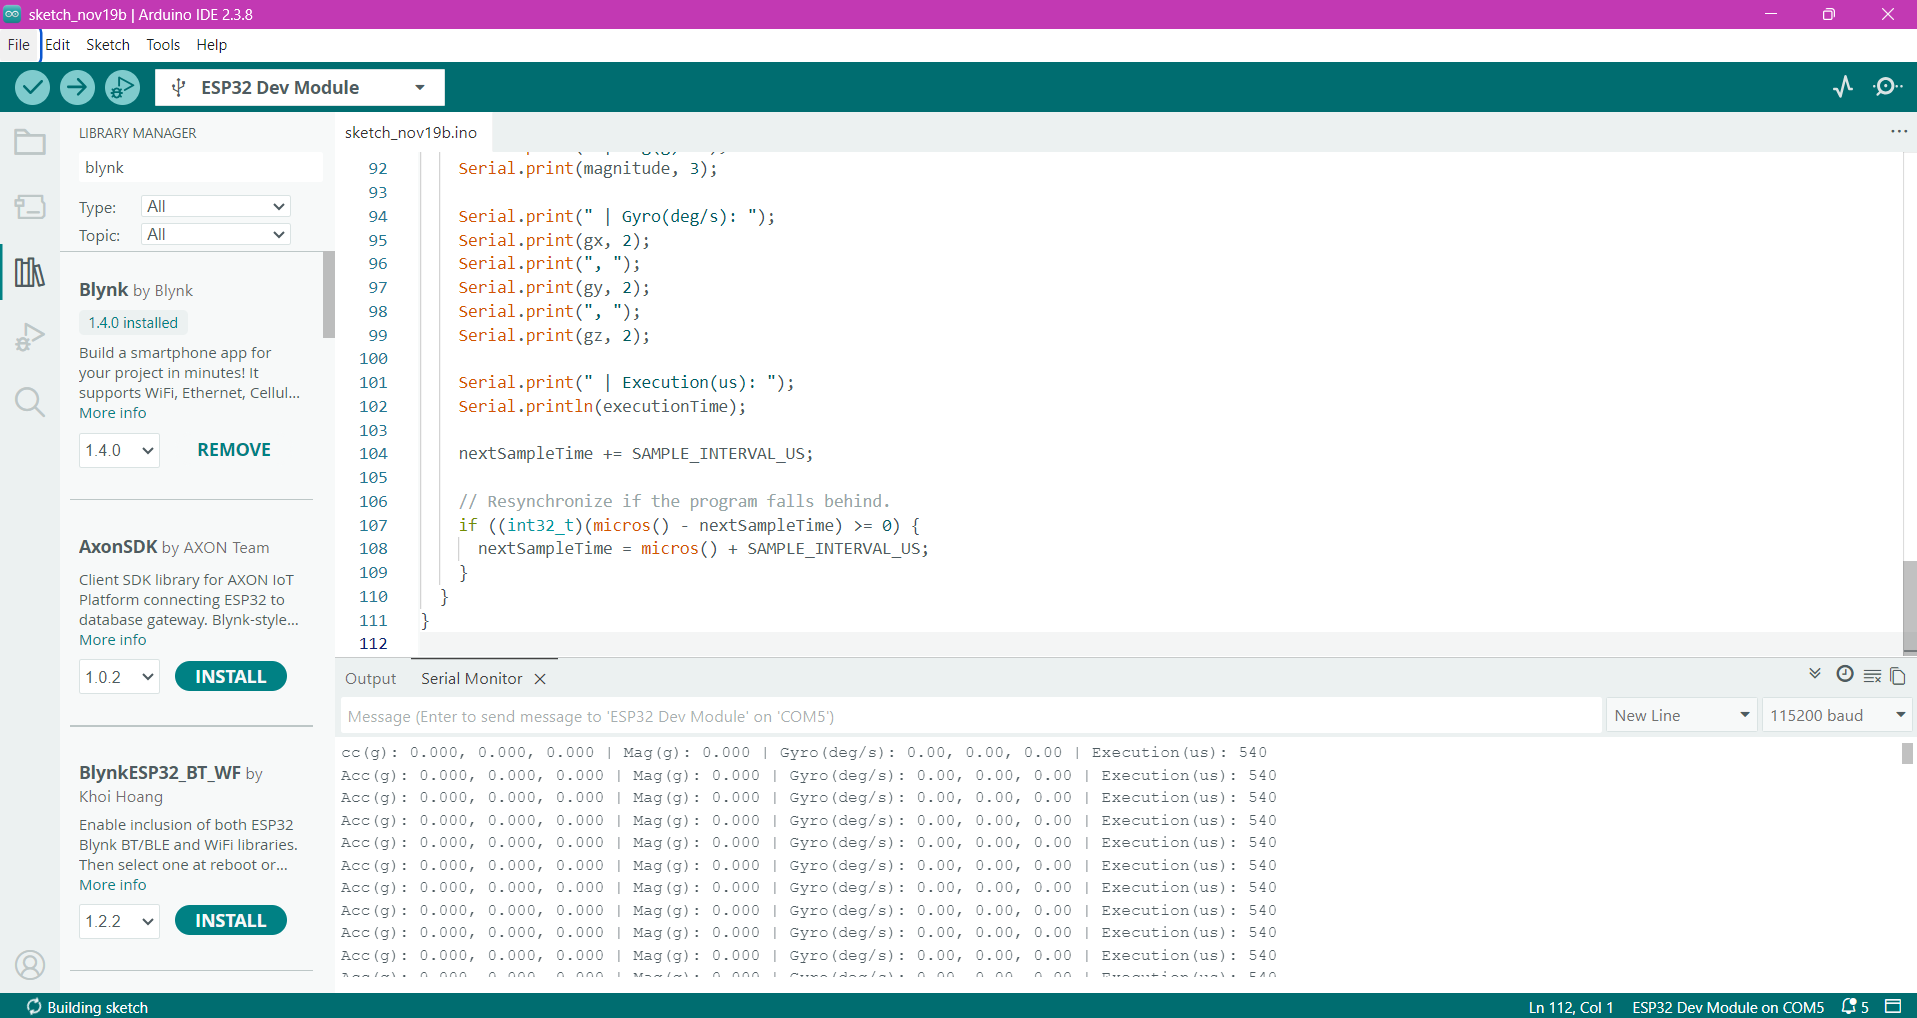 sketch_nov19b | Arduino IDE 2.3.8
File Edit Sketch Tools Help
ESP32 Dev Module
LIBRARY MANAGER
blynk
Type: All
Topic: All
Blynk by Blynk
1.4.0 installed
Build a smartphone app for
your project in minutes! It
supports WiFi, Ethernet, Cellul...
More info
1.4.0 REMOVE
AxonSDK by AXON Team
Client SDK library for AXON IoT
Platform connecting ESP32 to
database gateway. Blynk-style...
More info
1.0.2 INSTALL
BlynkESP32_BT_WF by
Khoi Hoang
Enable inclusion of both ESP32
Blynk BT/BLE and WiFi libraries.
Then select one at reboot or...
More info
1.2.2 INSTALL
sketch_nov19b.ino
92 Serial.print(magnitude, 3);
93
94 Serial.print(" | Gyro(deg/s): ");
95 Serial.print(gx, 2);
96 Serial.print(", ");
97 Serial.print(gy, 2);
98 Serial.print(", ");
99 Serial.print(gz, 2);
100
101 Serial.print(" | Execution(us): ");
102 Serial.println(executionTime);
103
104 nextSampleTime += SAMPLE_INTERVAL_US;
105
106 // Resynchronize if the program falls behind.
107 if ((int32_t)(micros() - nextSampleTime) >= 0) {
108 nextSampleTime = micros() + SAMPLE_INTERVAL_US;
109 }
110 }
111 }
112
Output Serial Monitor
Message (Enter to send message to 'ESP32 Dev Module' on 'COM5') New Line 115200 baud
cc(g): 0.000, 0.000, 0.000 | Mag(g): 0.000 | Gyro(deg/s): 0.00, 0.00, 0.00 | Execution(us): 540
Acc(g): 0.000, 0.000, 0.000 | Mag(g): 0.000 | Gyro(deg/s): 0.00, 0.00, 0.00 | Execution(us): 540
Acc(g): 0.000, 0.000, 0.000 | Mag(g): 0.000 | Gyro(deg/s): 0.00, 0.00, 0.00 | Execution(us): 540
Acc(g): 0.000, 0.000, 0.000 | Mag(g): 0.000 | Gyro(deg/s): 0.00, 0.00, 0.00 | Execution(us): 540
Acc(g): 0.000, 0.000, 0.000 | Mag(g): 0.000 | Gyro(deg/s): 0.00, 0.00, 0.00 | Execution(us): 540
Acc(g): 0.000, 0.000, 0.000 | Mag(g): 0.000 | Gyro(deg/s): 0.00, 0.00, 0.00 | Execution(us): 540
Acc(g): 0.000, 0.000, 0.000 | Mag(g): 0.000 | Gyro(deg/s): 0.00, 0.00, 0.00 | Execution(us): 540
Acc(g): 0.000, 0.000, 0.000 | Mag(g): 0.000 | Gyro(deg/s): 0.00, 0.00, 0.00 | Execution(us): 540
Acc(g): 0.000, 0.000, 0.000 | Mag(g): 0.000 | Gyro(deg/s): 0.00, 0.00, 0.00 | Execution(us): 540
Acc(g): 0.000, 0.000, 0.000 | Mag(g): 0.000 | Gyro(deg/s): 0.00, 0.00, 0.00 | Execution(us): 540
Building sketch Ln 112, Col 1 ESP32 Dev Module on COM5 5